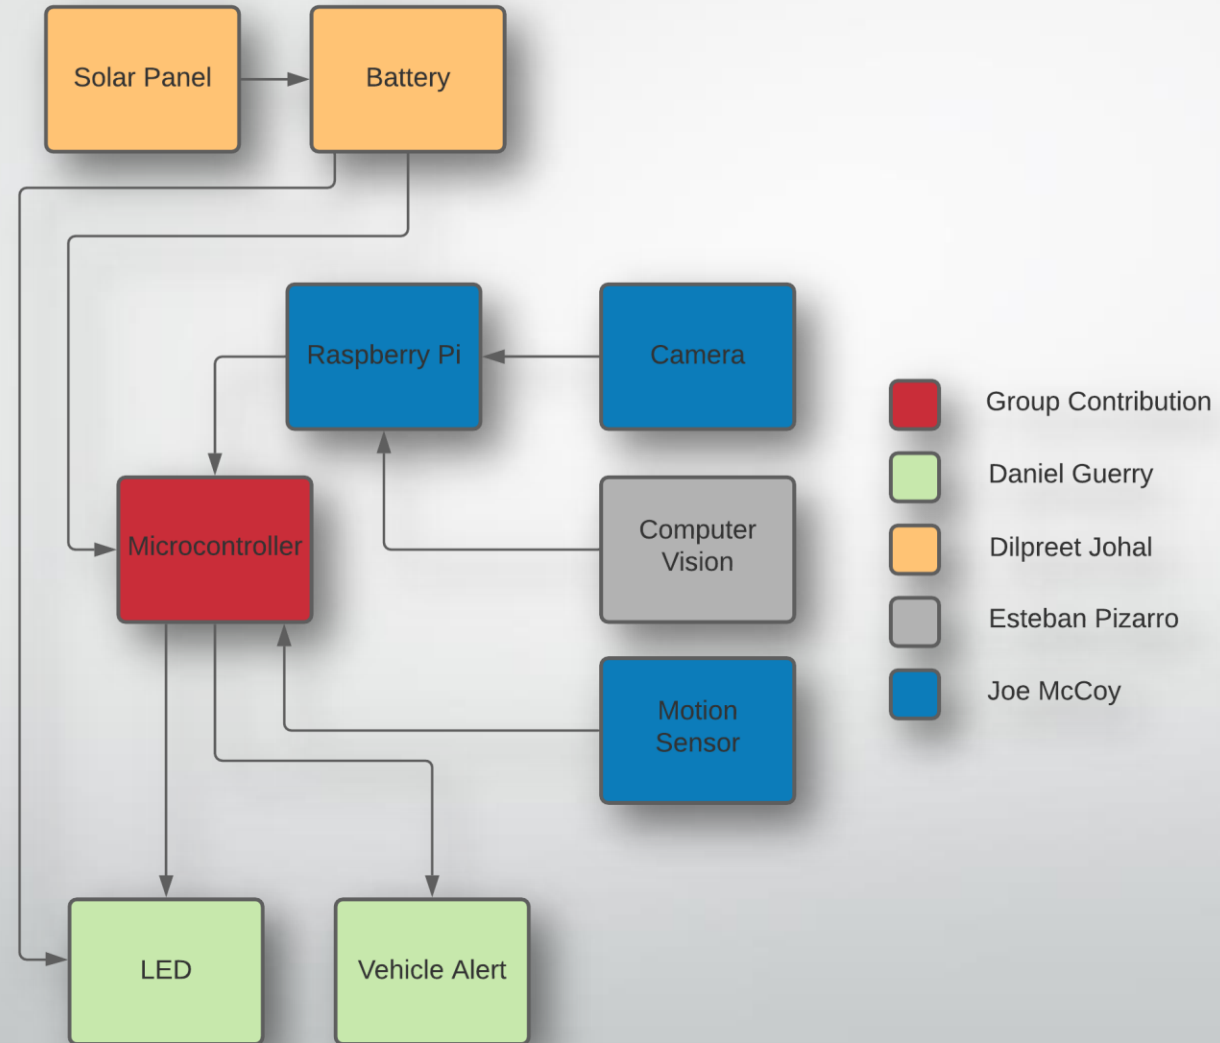 Solar Panel
Battery
Raspberry Pi
Camera
Microcontroller
Computer
Vision
Motion
Sensor
LED
Vehicle Alert
Group Contribution
Daniel Guerry
Dilpreet Johal
Esteban Pizarro
Joe McCoy